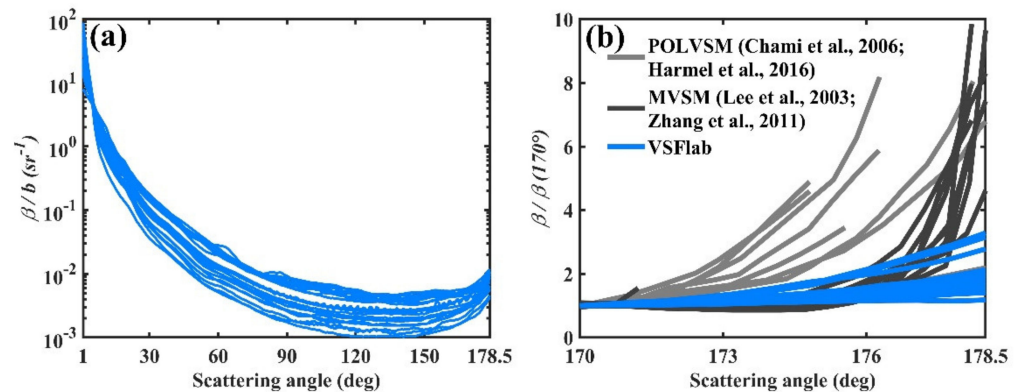 (a)
10²
10¹
10⁰
10⁻¹
10⁻²
10⁻³
β / b (sr⁻¹)
1 30 60 90 120 150 178.5
Scattering angle (deg)
(b)
10
8
6
4
2
0
β / β (170°)
POLVSM (Chami et al., 2006;
Harmel et al., 2016)
MVSM (Lee et al., 2003;
Zhang et al., 2011)
VSFlab
170 173 176 178.5
Scattering angle (deg)